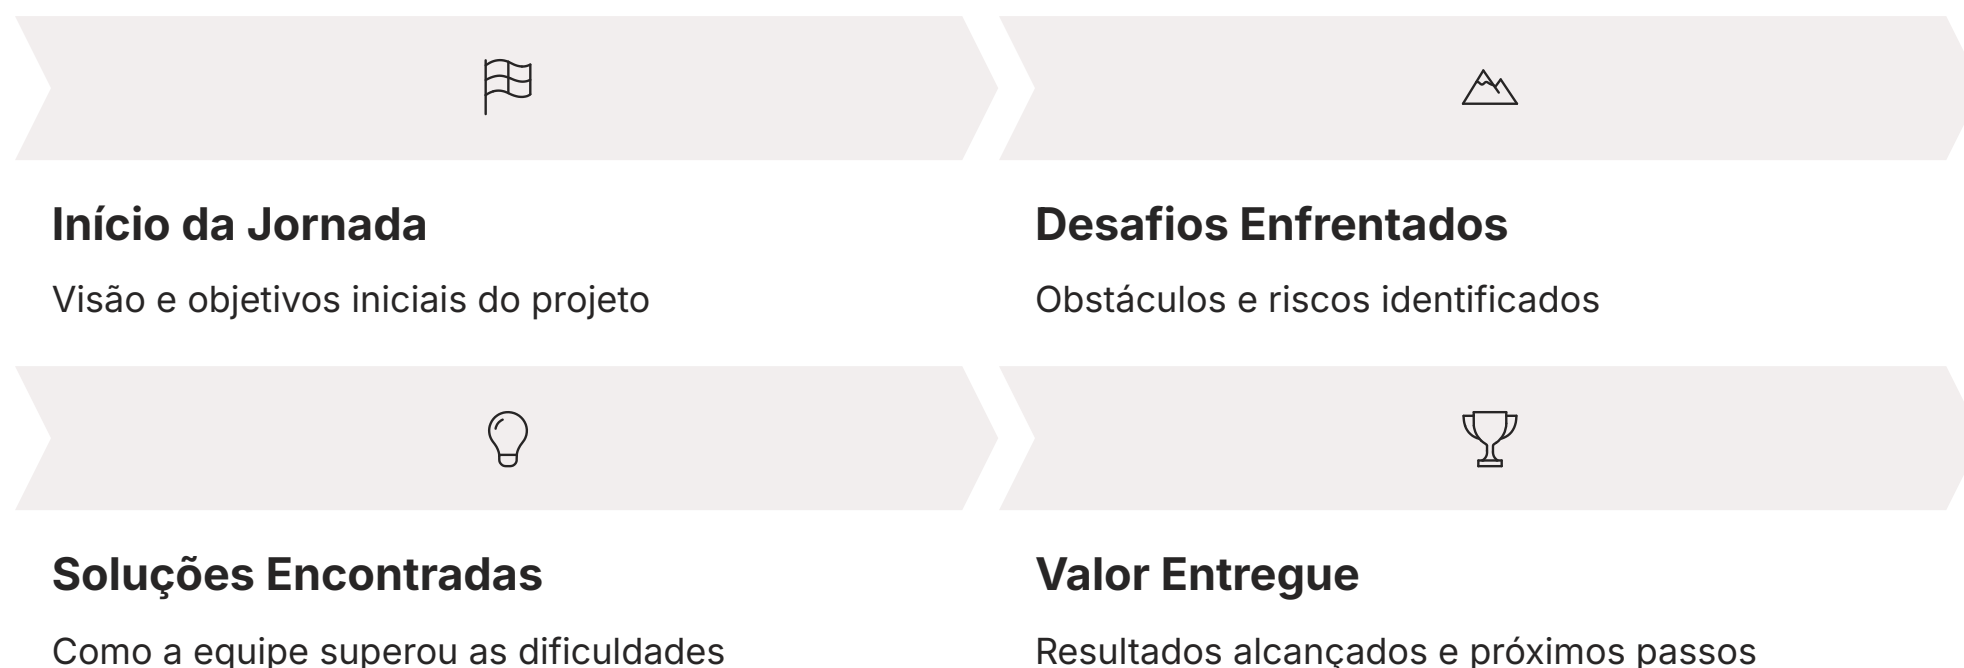 Início da Jornada
Visão e objetivos iniciais do projeto
Desafios Enfrentados
Obstáculos e riscos identificados
Soluções Encontradas
Como a equipe superou as dificuldades
Valor Entregue
Resultados alcançados e próximos passos